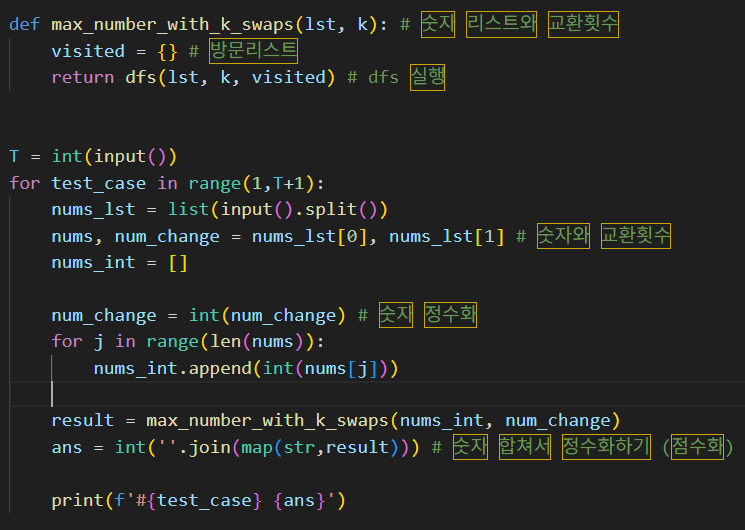 def max_number_with_k_swaps(lst, k): # 숫자 리스트와 교환횟수
    visited = {} # 방문리스트
    return dfs(lst, k, visited) # dfs 실행
T = int(input())
for test_case in range(1,T+1):
    nums_lst = list(input().split())
    nums, num_change = nums_lst[0], nums_lst[1] # 숫자와 교환횟수
    nums_int = []
    num_change = int(num_change) # 숫자 정수화
    for j in range(len(nums)):
        nums_int.append(int(nums[j]))
    result = max_number_with_k_swaps(nums_int, num_change)
    ans = int(''.join(map(str,result))) # 숫자 합쳐서 정수화하기 (점수화)
    print(f'#{test_case} {ans}')